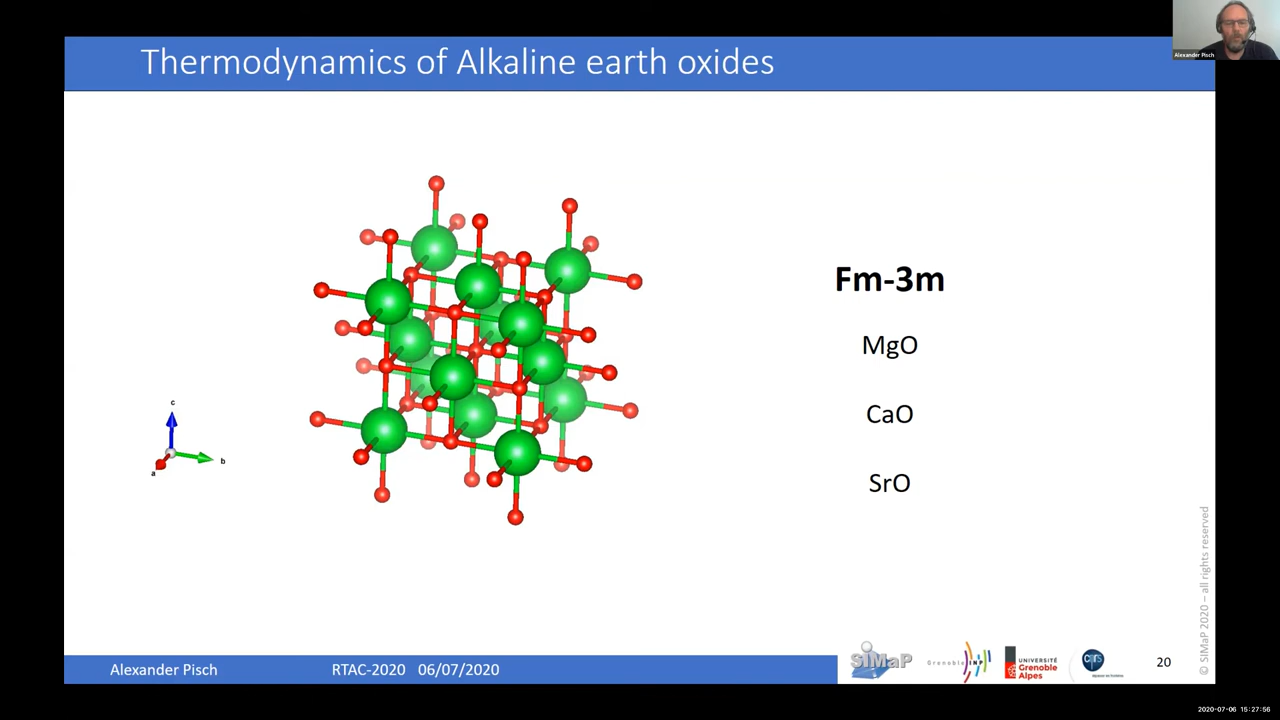 Thermodynamics of Alkaline earth oxides
Alexander Pisch
Fm-3m
MgO
CaO
SrO
c
b
a
© SIMaP 2020 – all rights reserved
Alexander Pisch
RTAC-2020 06/07/2020
SIMaP
Grenoble INP
UNIVERSITÉ
Grenoble
Alpes
cnrs
20
2020-07-06 15:27:56